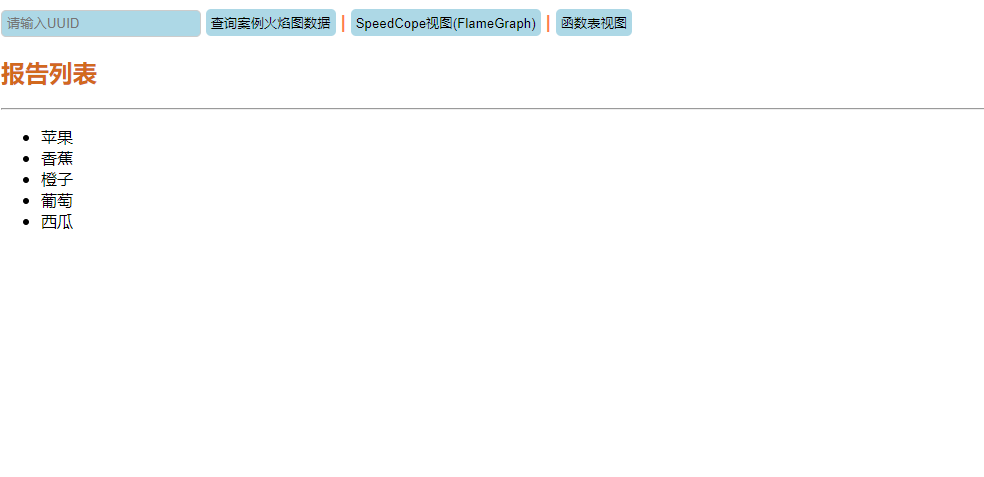 请输入UUID 查询案例火焰图数据 | SpeedCope视图(FlameGraph) | 函数表视图
报告列表
苹果
香蕉
橙子
葡萄
西瓜